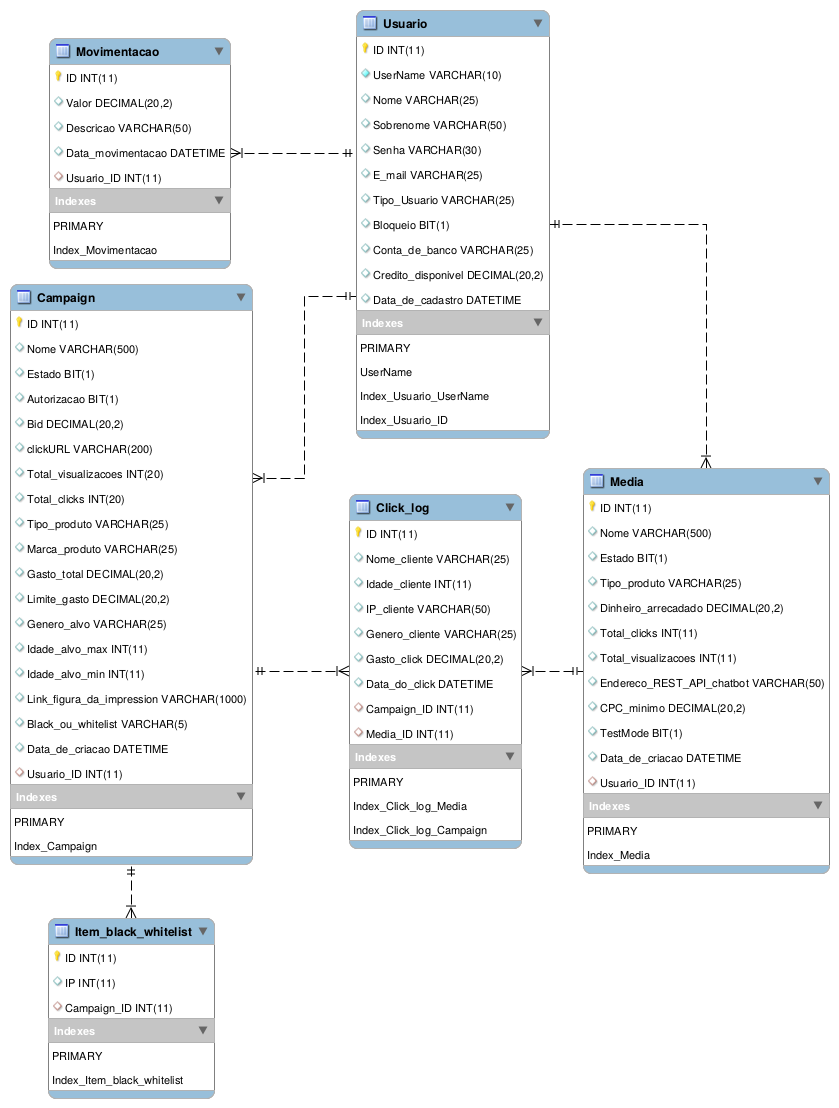 Movimentacao
ID INT(11)
Valor DECIMAL(20,2)
Descricao VARCHAR(50)
Data_movimentacao DATETIME
Usuario_ID INT(11)
Indexes
PRIMARY
Index_Movimentacao
Usuario
ID INT(11)
UserName VARCHAR(10)
Nome VARCHAR(25)
Sobrenome VARCHAR(50)
Senha VARCHAR(30)
E_mail VARCHAR(25)
Tipo_Usuario VARCHAR(25)
Bloqueio BIT(1)
Conta_de_banco VARCHAR(25)
Credito_disponivel DECIMAL(20,2)
Data_de_cadastro DATETIME
Indexes
PRIMARY
UserName
Index_Usuario_UserName
Index_Usuario_ID
Campaign
ID INT(11)
Nome VARCHAR(500)
Estado BIT(1)
Autorizacao BIT(1)
Bid DECIMAL(20,2)
clickURL VARCHAR(200)
Total_visualizacoes INT(20)
Total_clicks INT(20)
Tipo_produto VARCHAR(25)
Marca_produto VARCHAR(25)
Gasto_total DECIMAL(20,2)
Limite_gasto DECIMAL(20,2)
Genero_alvo VARCHAR(25)
Idade_alvo_max INT(11)
Idade_alvo_min INT(11)
Link_figura_da_impression VARCHAR(1000)
Black_ou_whitelist VARCHAR(5)
Data_de_criacao DATETIME
Usuario_ID INT(11)
Indexes
PRIMARY
Index_Campaign
Click_log
ID INT(11)
Nome_cliente VARCHAR(25)
Idade_cliente INT(11)
IP_cliente VARCHAR(50)
Genero_cliente VARCHAR(25)
Gasto_click DECIMAL(20,2)
Data_do_click DATETIME
Campaign_ID INT(11)
Media_ID INT(11)
Indexes
PRIMARY
Index_Click_log_Media
Index_Click_log_Campaign
Media
ID INT(11)
Nome VARCHAR(500)
Estado BIT(1)
Tipo_produto VARCHAR(25)
Dinheiro_arrecadado DECIMAL(20,2)
Total_clicks INT(11)
Total_visualizacoes INT(11)
Endereco_REST_API_chatbot VARCHAR(50)
CPC_minimo DECIMAL(20,2)
TestMode BIT(1)
Data_de_criacao DATETIME
Usuario_ID INT(11)
Indexes
PRIMARY
Index_Media
Item_black_whitelist
ID INT(11)
IP INT(11)
Campaign_ID INT(11)
Indexes
PRIMARY
Index_Item_black_whitelist